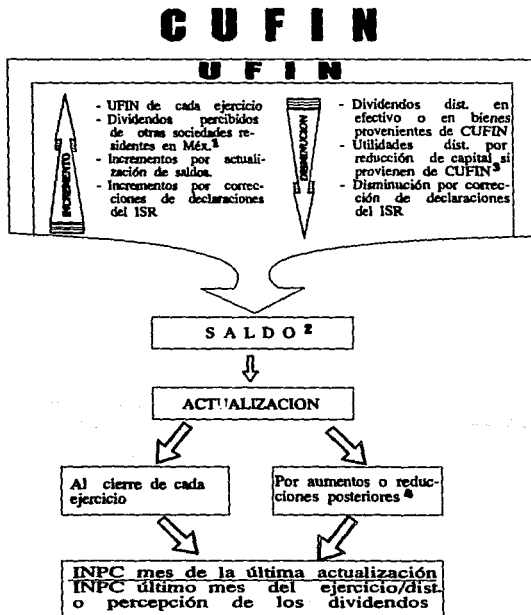 CUFIN
UFIN
INCREMENTO
- UFIN de cada ejercicio
- Dividendos percibidos
de otras sociedades re-
sidentes en Méx.1
- Incrementos por actuali-
zación de saldos.
- Incrementos por correc-
ciones de declaraciones
del ISR
DISMINUCION
- Dividendos dist. en
efectivo o en bienes
provenientes de CUFIN
- Utilidades dist. por
reducción de capital si
provienen de CUFIN3
- Disminución por correc-
ción de declaraciones
del ISR
SALDO 2
ACTUALIZACION
Al cierre de cada
ejercicio
Por aumentos o reduc-
ciones posteriores 4
INPC mes de la última actualización
INPC último mes del ejercicio/dist.
o percepción de los dividendos